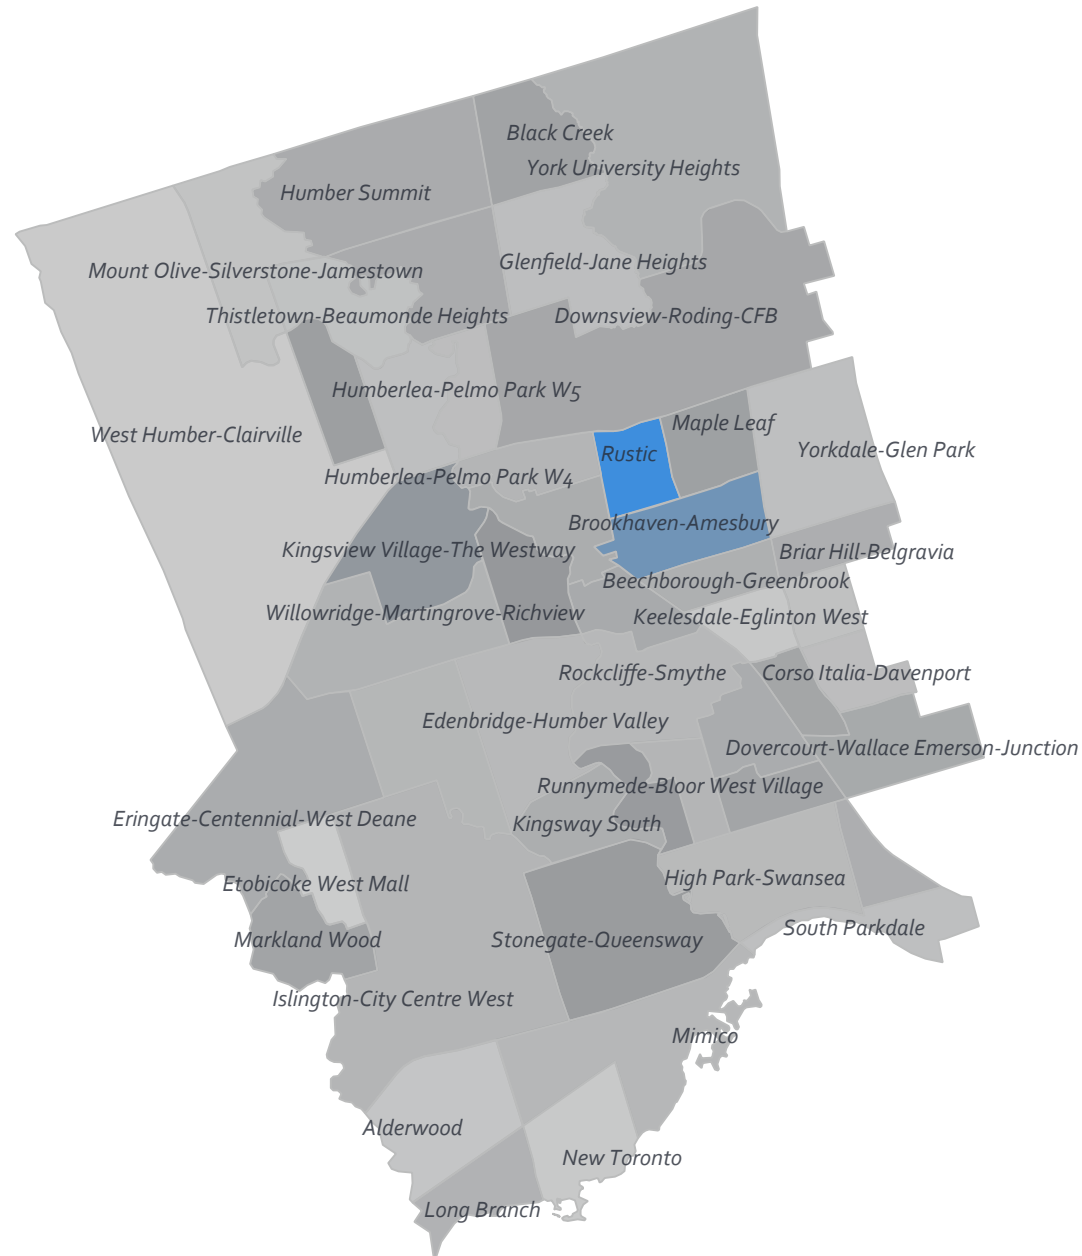 Black Creek
York University Heights
Humber Summit
Glenfield-Jane Heights
Mount Olive-Silverstone-Jamestown
Thistletown-Beaumonde Heights
Downsview-Roding-CFB
Humberlea-Pelmo Park W5
Maple Leaf
West Humber-Clairville
Yorkdale-Glen Park
Rustic
Humberlea-Pelmo Park W4
Brookhaven-Amesbury
Kingsview Village-The Westway
Briar Hill-Belgravia
Beechborough-Greenbrook
Willowridge-Martingrove-Richview
Keelesdale-Eglinton West
Rockcliffe-Smythe
Corso Italia-Davenport
Edenbridge-Humber Valley
Dovercourt-Wallace Emerson-Junction
Runnymede-Bloor West Village
Eringate-Centennial-West Deane
Kingsway South
High Park-Swansea
Etobicoke West Mall
South Parkdale
Markland Wood
Stonegate-Queensway
Islington-City Centre West
Mimico
Alderwood
New Toronto
Long Branch